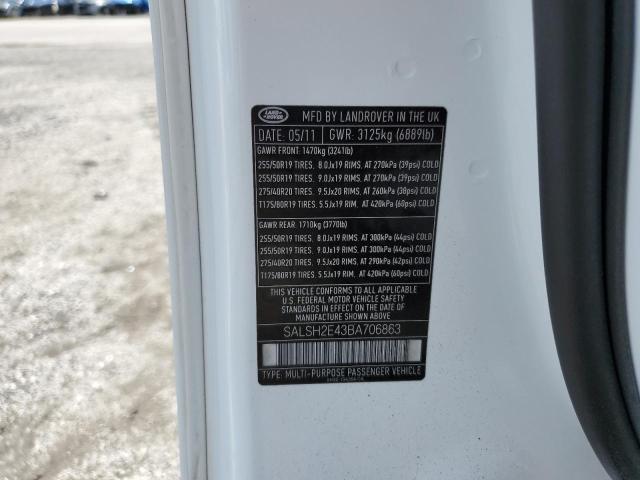 LAND ROVER
MFD BY LANDROVER IN THE UK
DATE: 05/11 GWR: 3125kg (6889lb)
GAWR FRONT: 1470kg (3241lb)
255/50R19 TIRES, 8.0Jx19 RIMS, AT 270kPa (39psi) COLD
255/50R19 TIRES, 9.0Jx19 RIMS, AT 270kPa (39psi) COLD
275/40R20 TIRES, 9.5Jx20 RIMS, AT 260kPa (38psi) COLD
T175/80R19 TIRES, 5.5Jx19 RIM, AT 420kPa (60psi) COLD
GAWR REAR: 1710kg (3770lb)
255/50R19 TIRES, 8.0Jx19 RIMS, AT 300kPa (44psi) COLD
255/50R19 TIRES, 9.0Jx19 RIMS, AT 300kPa (44psi) COLD
275/40R20 TIRES, 9.5Jx20 RIMS, AT 290kPa (42psi) COLD
T175/80R19 TIRES, 5.5Jx19 RIM, AT 420kPa (60psi) COLD
THIS VEHICLE CONFORMS TO ALL APPLICABLE
U.S. FEDERAL MOTOR VEHICLE SAFETY
STANDARDS IN EFFECT ON THE DATE OF
MANUFACTURE SHOWN ABOVE
SALSH2E43BA706863
TYPE: MULTI-PURPOSE PASSENGER VEHICLE